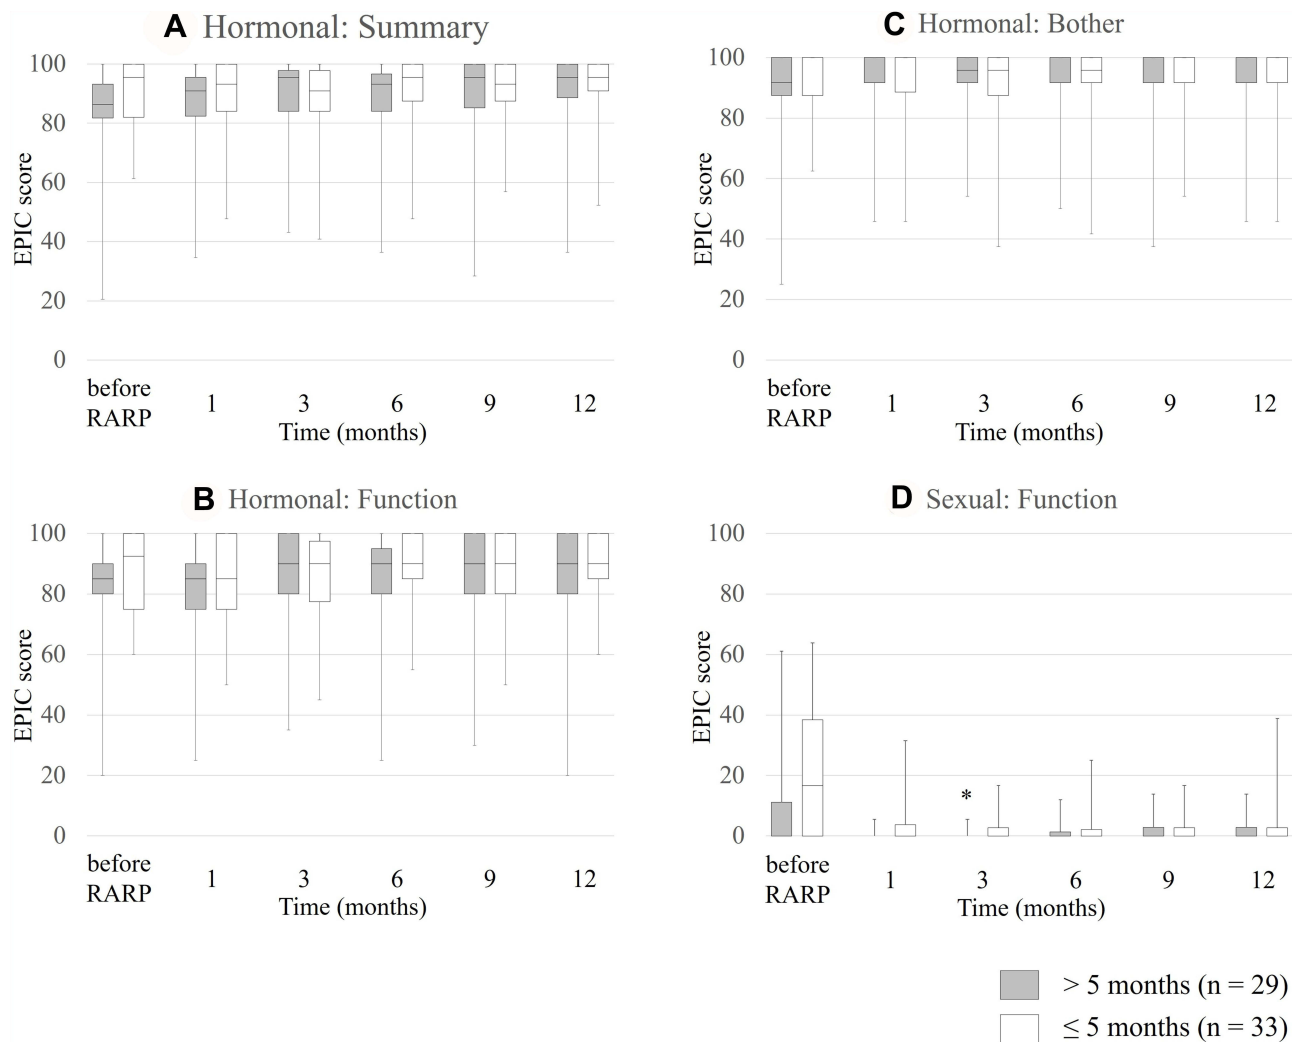 A Hormonal: Summary
100
80
60
40
20
0
EPIC score
before RARP 1 3 6 9 12
Time (months)
C Hormonal: Bother
100
80
60
40
20
0
EPIC score
before RARP 1 3 6 9 12
Time (months)
B Hormonal: Function
100
80
60
40
20
0
EPIC score
before RARP 1 3 6 9 12
Time (months)
D Sexual: Function
100
80
60
40
20
0
EPIC score
*
before RARP 1 3 6 9 12
Time (months)
> 5 months (n = 29)
≤ 5 months (n = 33)